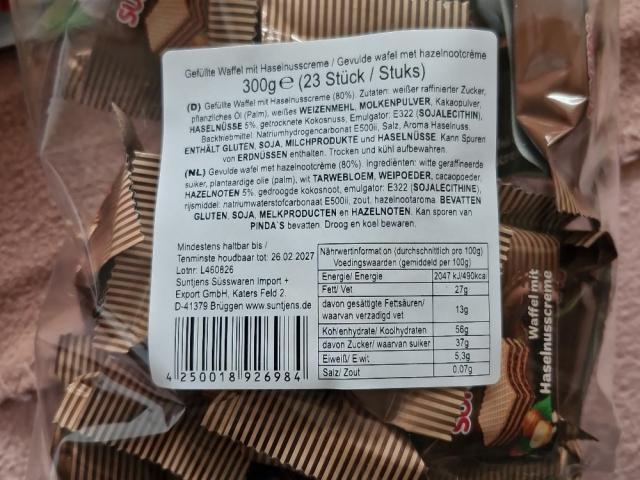 Gefüllte Waffel mit Haselnusscreme / Gevulde wafel met hazelnootcrème
300g e (23 Stück / Stuks)
(D) Gefüllte Waffel mit Haselnusscreme (80%). Zutaten: weißer raffinierter Zucker,
pflanzliches Öl (Palm), weißes WEIZENMEHL, MOLKENPULVER, Kakaopulver,
HASELNÜSSE 5%, getrocknete Kokosnuss, Emulgator: E322 (SOJALECITHIN),
Backtriebmittel: Natriumhydrogencarbonat E500ii, Salz, Aroma Haselnuss.
ENTHÄLT GLUTEN, SOJA, MILCHPRODUKTE und HASELNÜSSE. Kann Spuren
von ERDNÜSSEN enthalten. Trocken und kühl aufbewahren.
(NL) Gevulde wafel met hazelnootcrème (80%). Ingrediënten: witte geraffineerde
suiker, plantaardige olie (palm), wit TARWEBLOEM, WEIPOEDER, cacaopoeder,
HAZELNOTEN 5%, gedroogde kokosnoot, emulgator: E322 (SOJALECITHINE),
rijsmiddel: natriumwaterstofcarbonaat E500ii, zout, hazelnootaroma. BEVATTEN
GLUTEN, SOJA, MELKPRODUCTEN en HAZELNOTEN. Kan sporen van
PINDA'S bevatten. Droog en koel bewaren.
Mindestens haltbar bis /
Tenminste houdbaar tot: 26.02.2027
Lotnr: L460826
Suntjens Süsswaren Import +
Export GmbH, Katers Feld 2.
D-41379 Brüggen www.suntjens.de
4 250018 926984
Nährwertinformation (durchschnittlich pro 100g)
Voedingswaarden (gemiddeld per 100g)
Energie/ Energie 2047 kJ/490kcal
Fett/ Vet 27g
davon gesättigte Fettsäuren/
waarvan verzadigd vet 13g
Kohlenhydrate/ Koolhydraten 56g
davon Zucker/ waarvan suiker 37g
Eiweiß/ Eiwit 5,3g
Salz/ Zout 0,07g
Waffel mit
Haselnusscreme